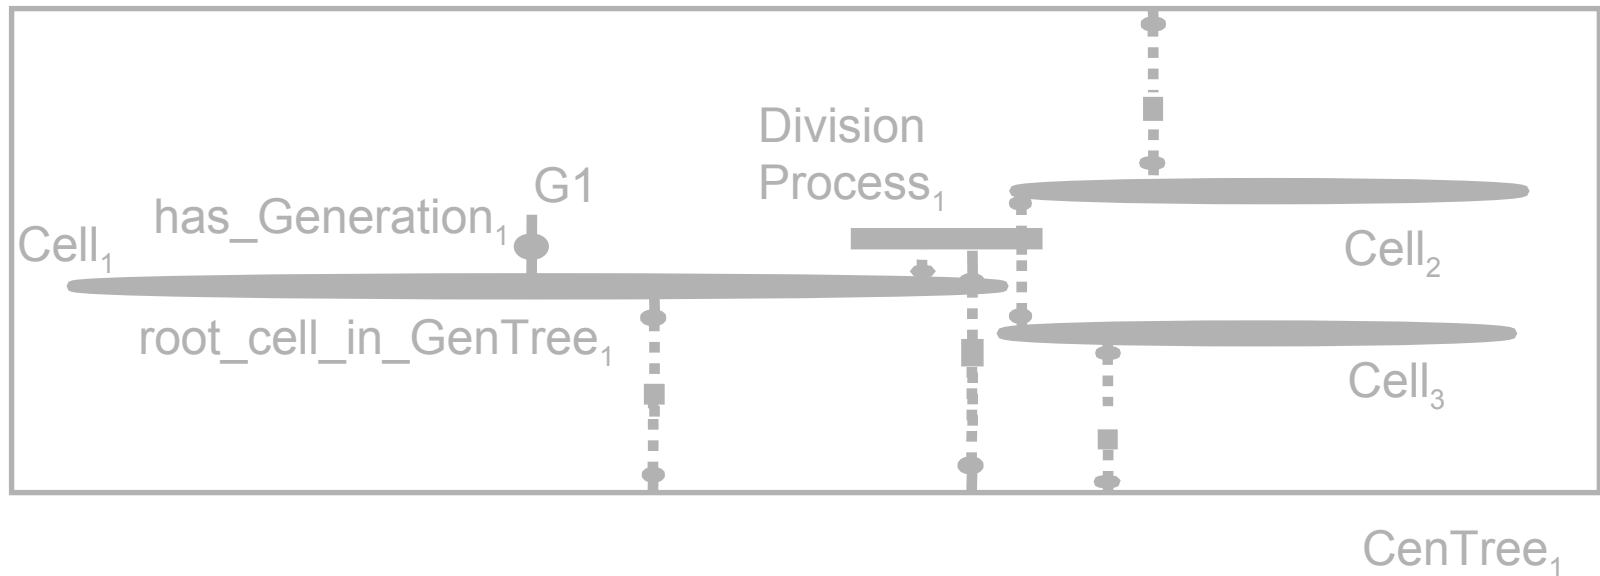 Division
Process₁
G1
has_Generation₁
Cell₁
Cell₂
root_cell_in_GenTree₁
Cell₃
CenTree₁